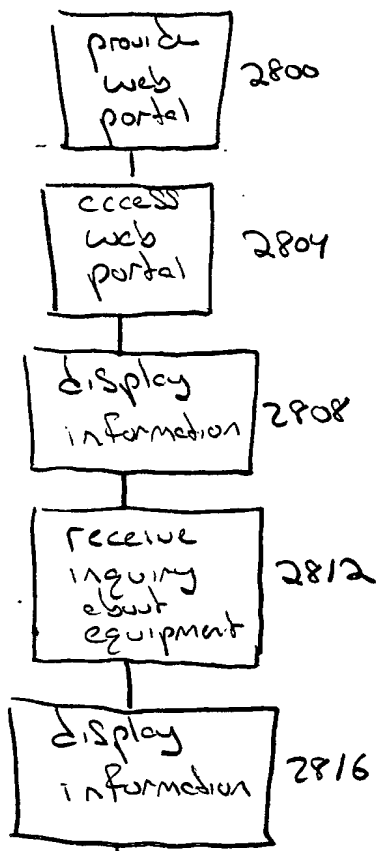 provide
web
portal
2800
access
web
portal
2804
display
information
2808
receive
inquiry
about
equipment
2812
display
information
2816